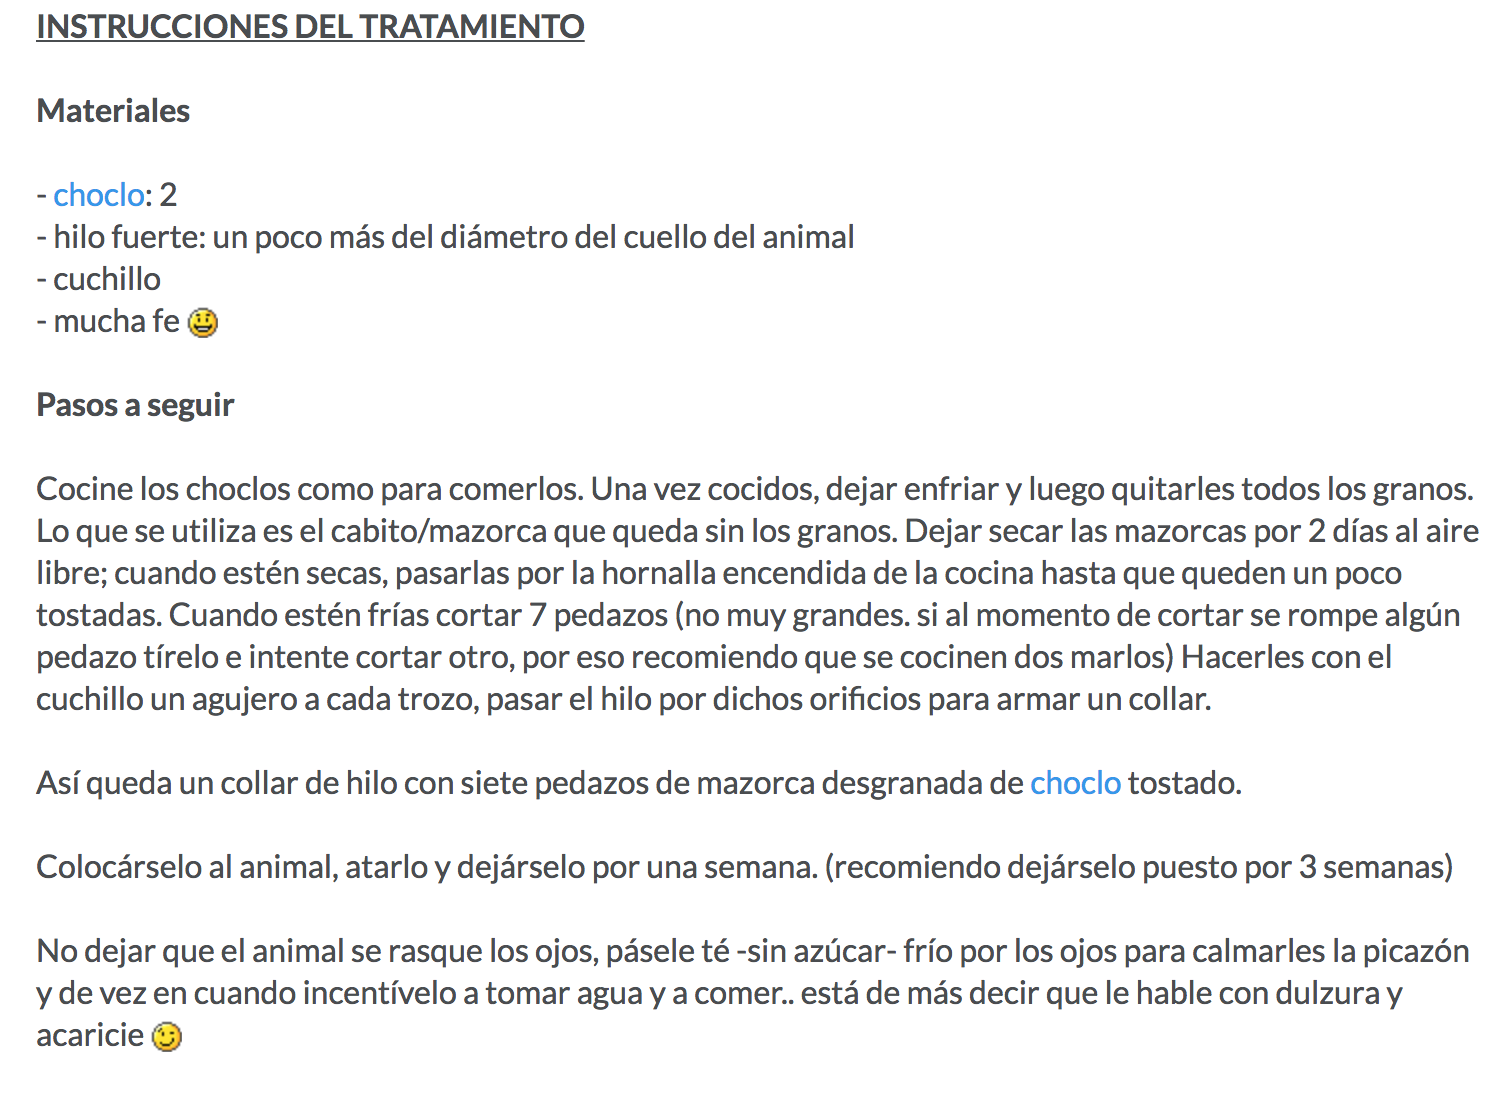 INSTRUCCIONES DEL TRATAMIENTO
Materiales
- choclo: 2
- hilo fuerte: un poco más del diámetro del cuello del animal
- cuchillo
- mucha fe
Pasos a seguir
Cocine los choclos como para comerlos. Una vez cocidos, dejar enfriar y luego quitarles todos los granos.
Lo que se utiliza es el cabito/mazorca que queda sin los granos. Dejar secar las mazorcas por 2 días al aire
libre; cuando estén secas, pasarlas por la hornalla encendida de la cocina hasta que queden un poco
tostadas. Cuando estén frías cortar 7 pedazos (no muy grandes. si al momento de cortar se rompe algún
pedazo tírelo e intente cortar otro, por eso recomiendo que se cocinen dos marlos) Hacerles con el
cuchillo un agujero a cada trozo, pasar el hilo por dichos orificios para armar un collar.
Así queda un collar de hilo con siete pedazos de mazorca desgranada de choclo tostado.
Colocárselo al animal, atarlo y dejárselo por una semana. (recomiendo dejárselo puesto por 3 semanas)
No dejar que el animal se rasque los ojos, pásele té -sin azúcar- frío por los ojos para calmarles la picazón
y de vez en cuando incentívelo a tomar agua y a comer.. está de más decir que le hable con dulzura y
acaricie